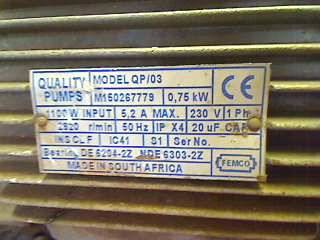 QUALITY PUMPS
MODEL QP/03
M150267779 0,75 kW
CE
1100 W INPUT 5,2 A MAX. 230 V 1 Ph
2820 r/min 50 Hz IP X4 20 uF CAP.
INS CL F IC41 S1 Ser No.
Bearing DE 6204-2Z NDE 6303-2Z
MADE IN SOUTH AFRICA
FEMCO